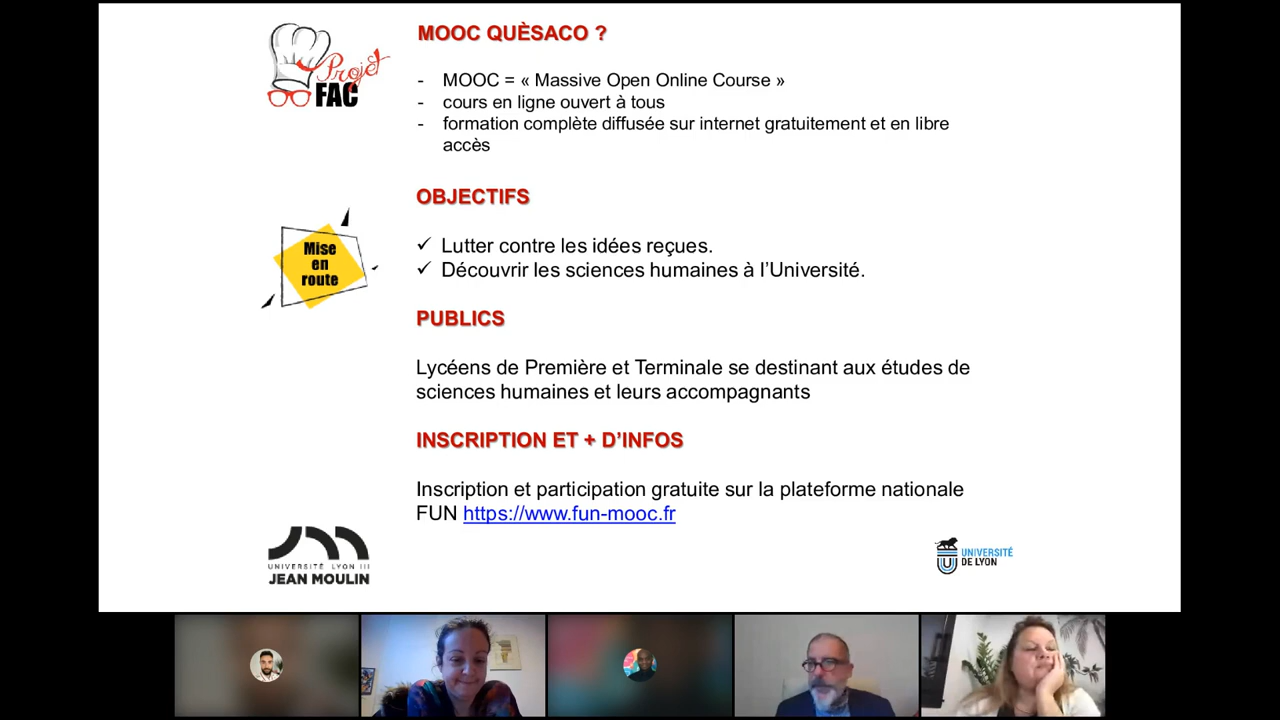 Projet
FAC
MOOC QUÈSACO ?
- MOOC = « Massive Open Online Course »
- cours en ligne ouvert à tous
- formation complète diffusée sur internet gratuitement et en libre
accès
OBJECTIFS
✓ Lutter contre les idées reçues.
✓ Découvrir les sciences humaines à l’Université.
Mise
en
route
PUBLICS
Lycéens de Première et Terminale se destinant aux études de
sciences humaines et leurs accompagnants
INSCRIPTION ET + D’INFOS
Inscription et participation gratuite sur la plateforme nationale
FUN https://www.fun-mooc.fr
UNIVERSITÉ LYON III
JEAN MOULIN
UNIVERSITÉ
DE LYON